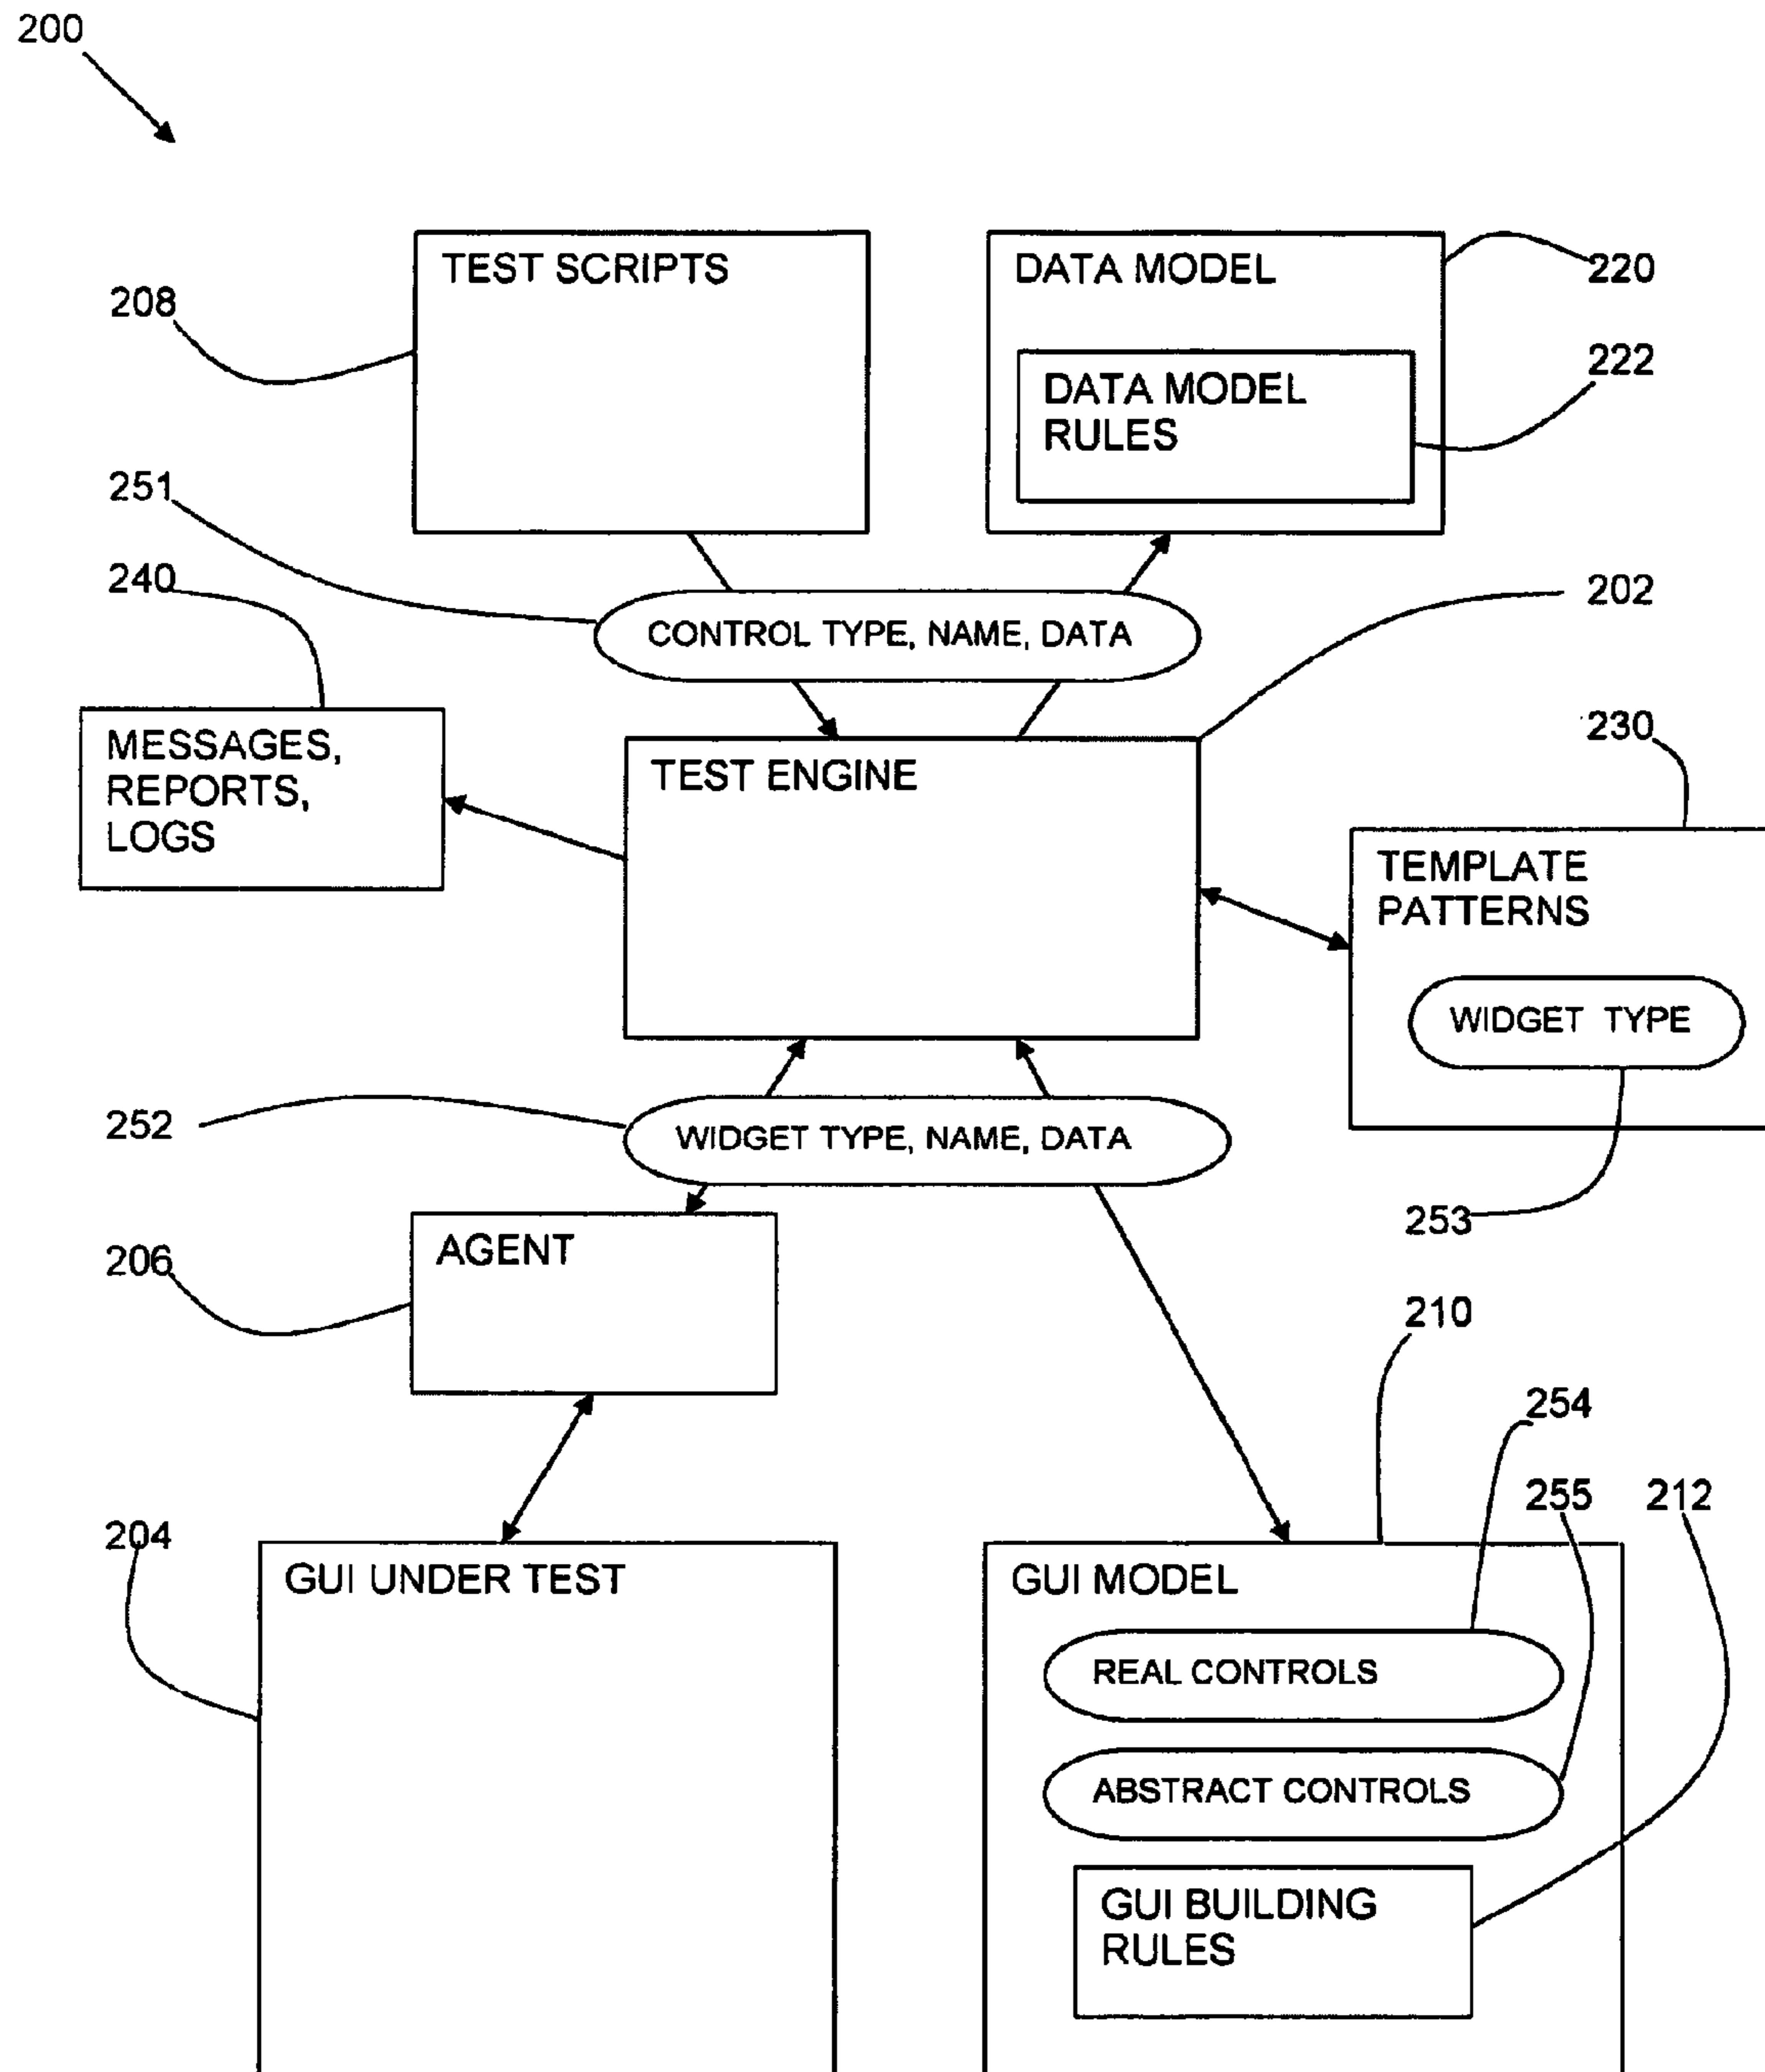 200
TEST SCRIPTS
DATA MODEL
220
208
222
DATA MODEL
RULES
251
240
202
CONTROL TYPE, NAME, DATA
MESSAGES,
REPORTS,
LOGS
TEST ENGINE
230
TEMPLATE
PATTERNS
WIDGET TYPE
252
WIDGET TYPE, NAME, DATA
253
206
AGENT
210
254
255
212
204
GUI UNDER TEST
GUI MODEL
REAL CONTROLS
ABSTRACT CONTROLS
GUI BUILDING
RULES